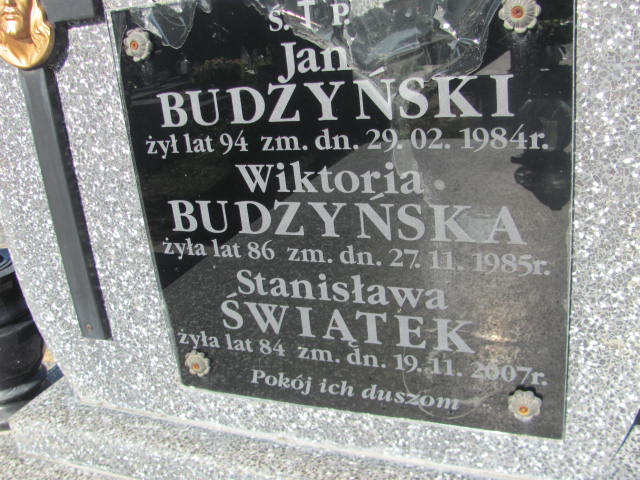 Ś. T P.
Jan
BUDZYŃSKI
żył lat 94 zm. dn. 29. 02. 1984r.
Wiktoria
BUDZYŃSKA
żyła lat 86 zm. dn. 27. 11. 1985r.
Stanisława
ŚWIĄTEK
żyła lat 84 zm. dn. 19. 11. 2007r.
Pokój ich duszom